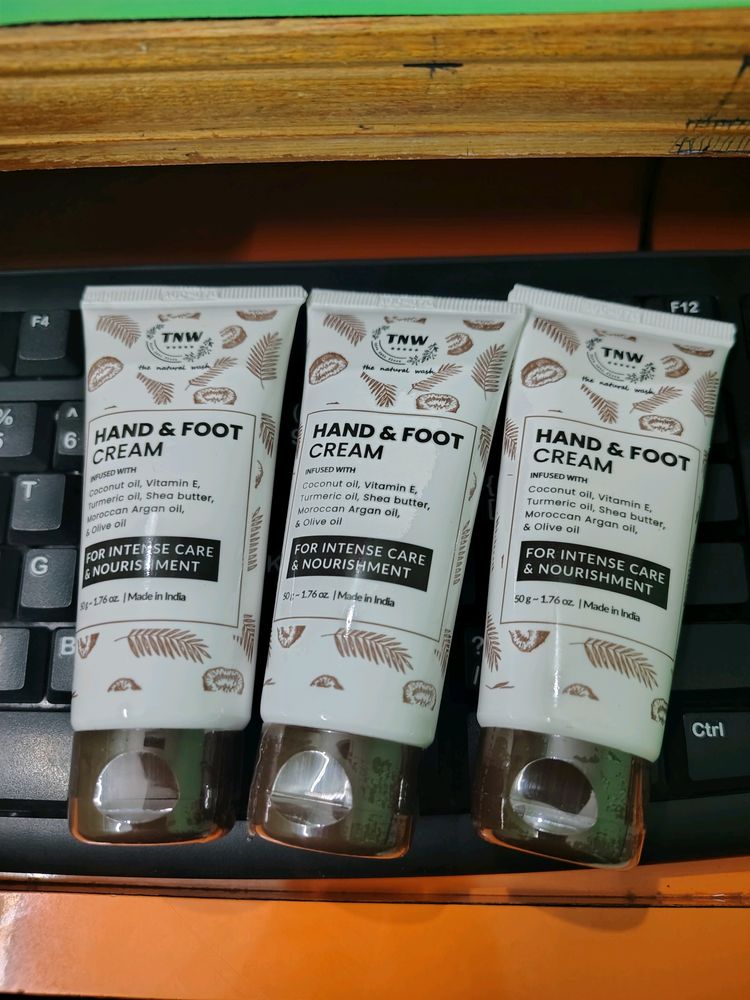 F4
F12
%
5
^
6
T
G
B
?
Ctrl
TNW
the natural wash
HAND & FOOT
CREAM
INFUSED WITH
Coconut oil, Vitamin E,
Turmeric oil, Shea butter,
Moroccan Argan oil,
& Olive oil
FOR INTENSE CARE
& NOURISHMENT
50 g ~ 1.76 oz. | Made in India
TNW
the natural wash
HAND & FOOT
CREAM
INFUSED WITH
Coconut oil, Vitamin E,
Turmeric oil, Shea butter,
Moroccan Argan oil,
& Olive oil
FOR INTENSE CARE
& NOURISHMENT
50 g ~ 1.76 oz. | Made in India
TNW
the natural wash
HAND & FOOT
CREAM
INFUSED WITH
Coconut oil, Vitamin E,
Turmeric oil, Shea butter,
Moroccan Argan oil,
& Olive oil
FOR INTENSE CARE
& NOURISHMENT
50 g ~ 1.76 oz. | Made in India